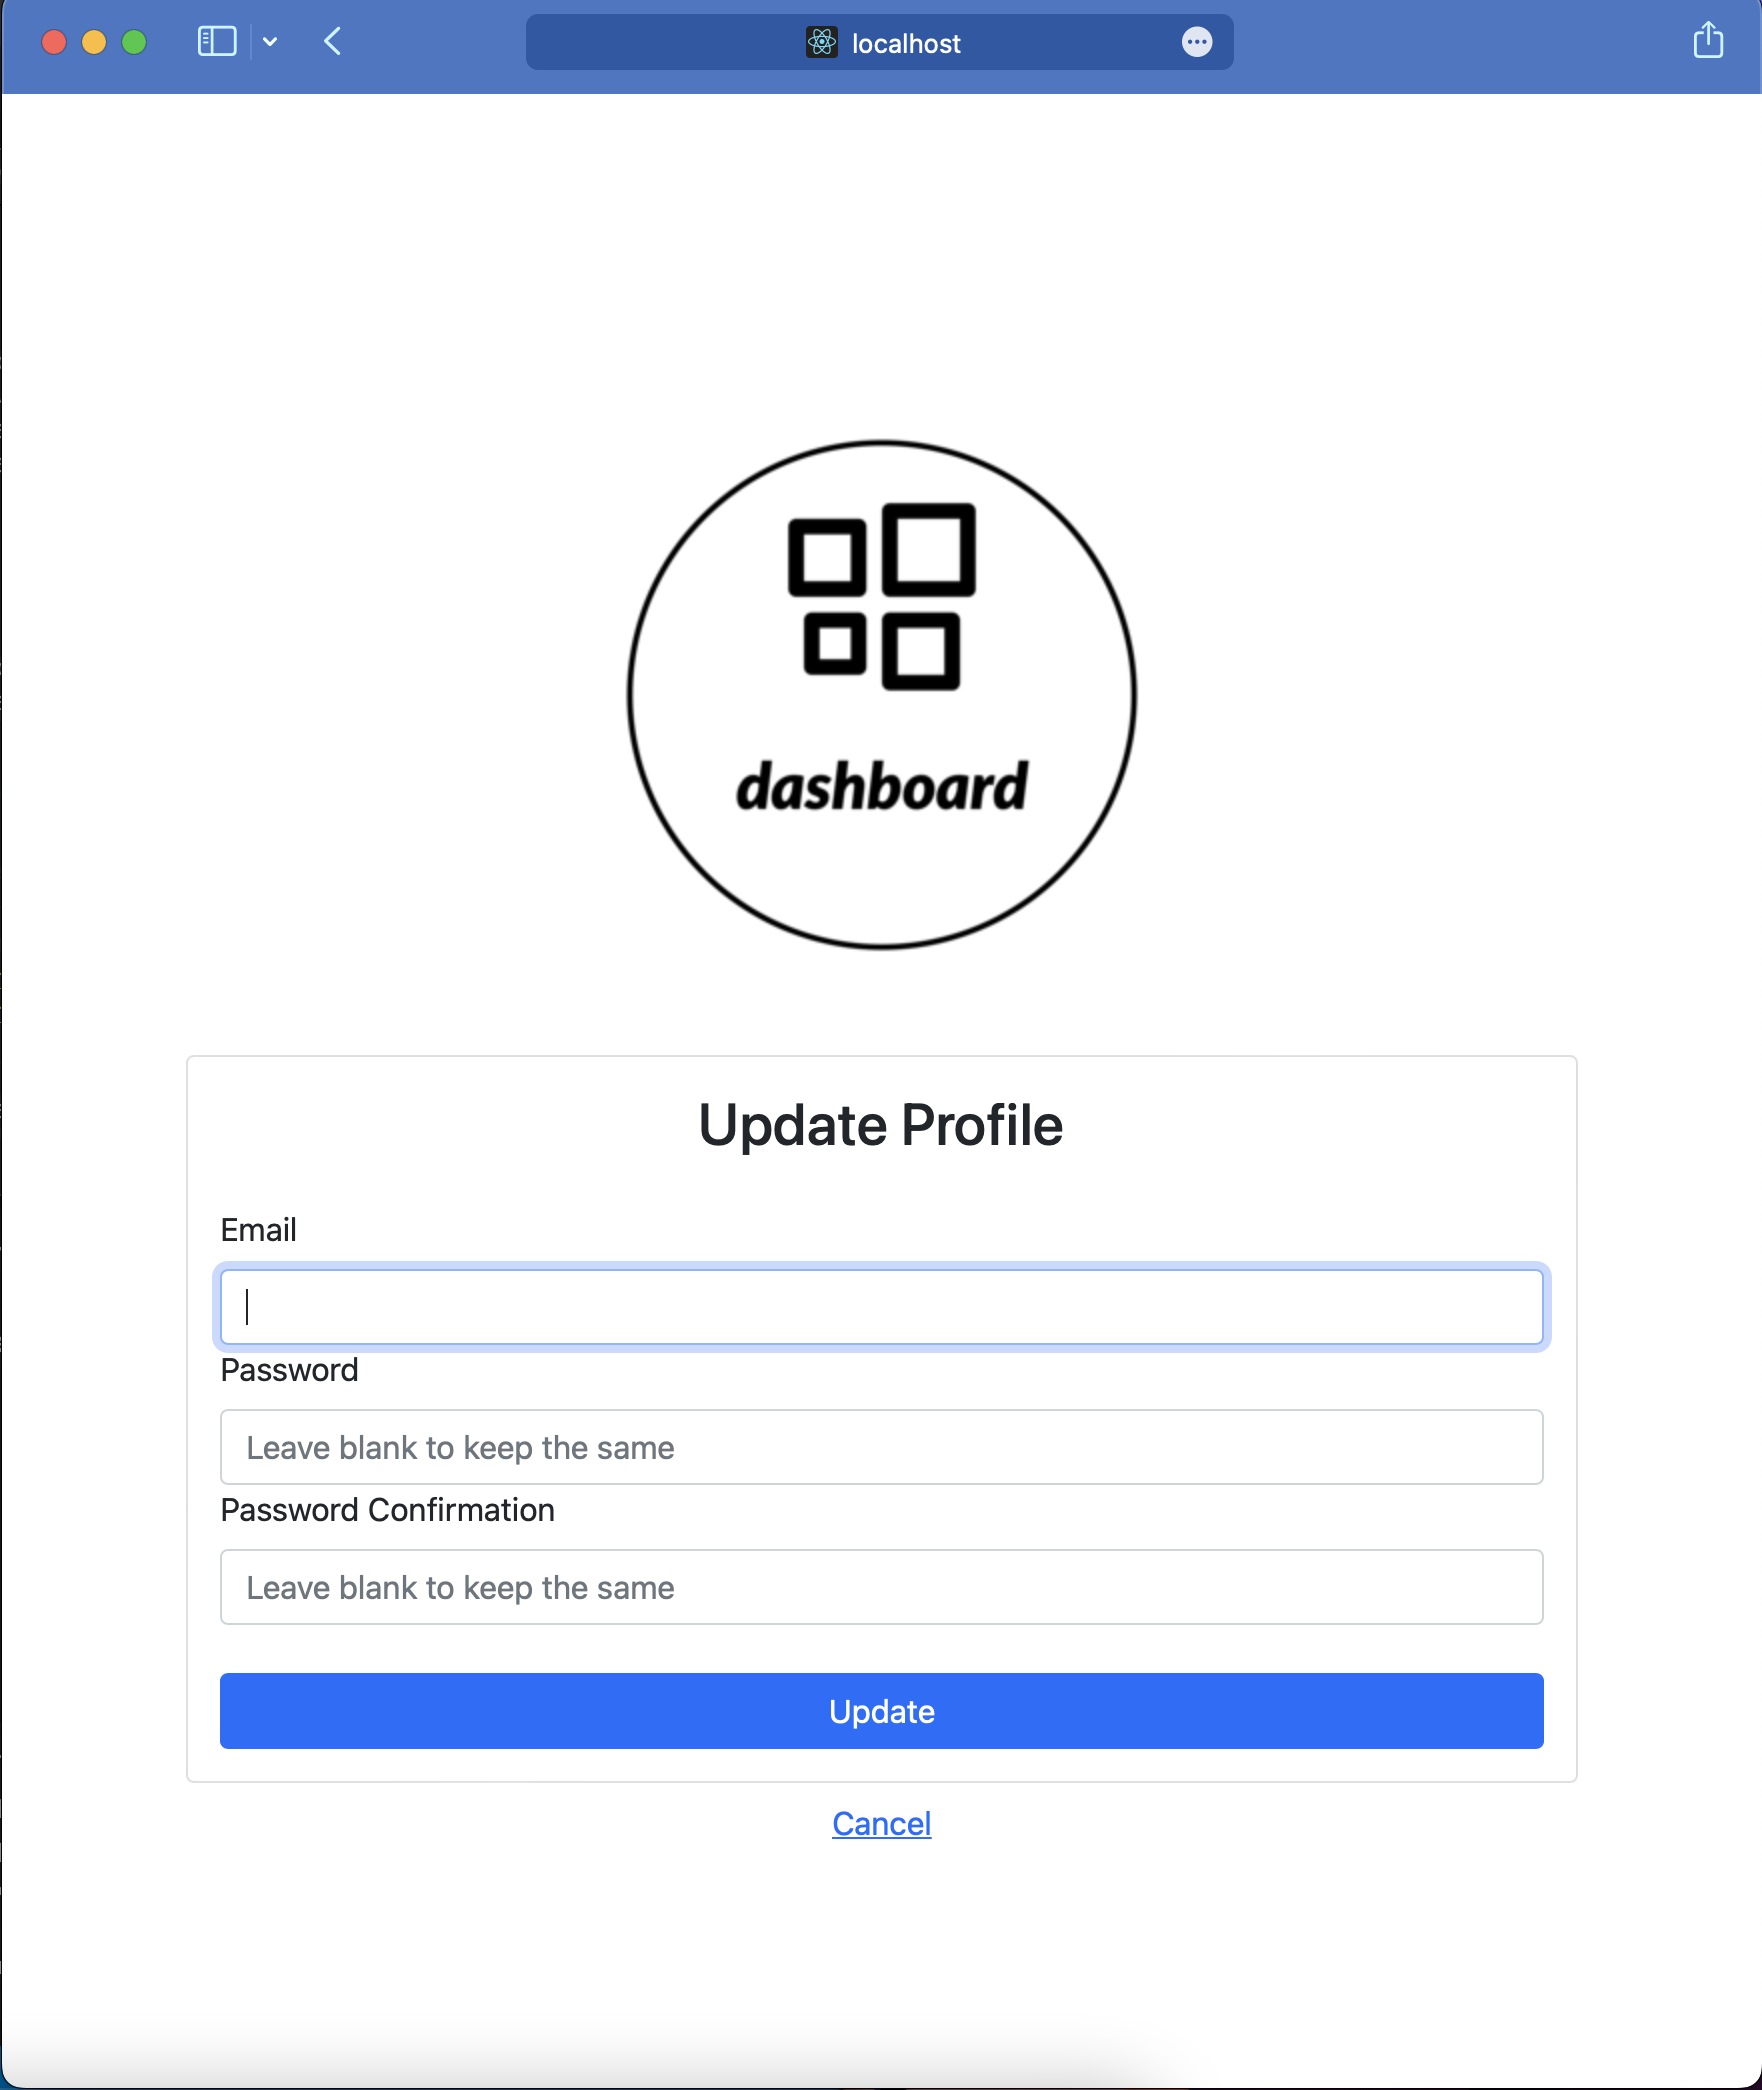 localhost
dashboard
Update Profile
Email
Password
Leave blank to keep the same
Password Confirmation
Leave blank to keep the same
Update
Cancel